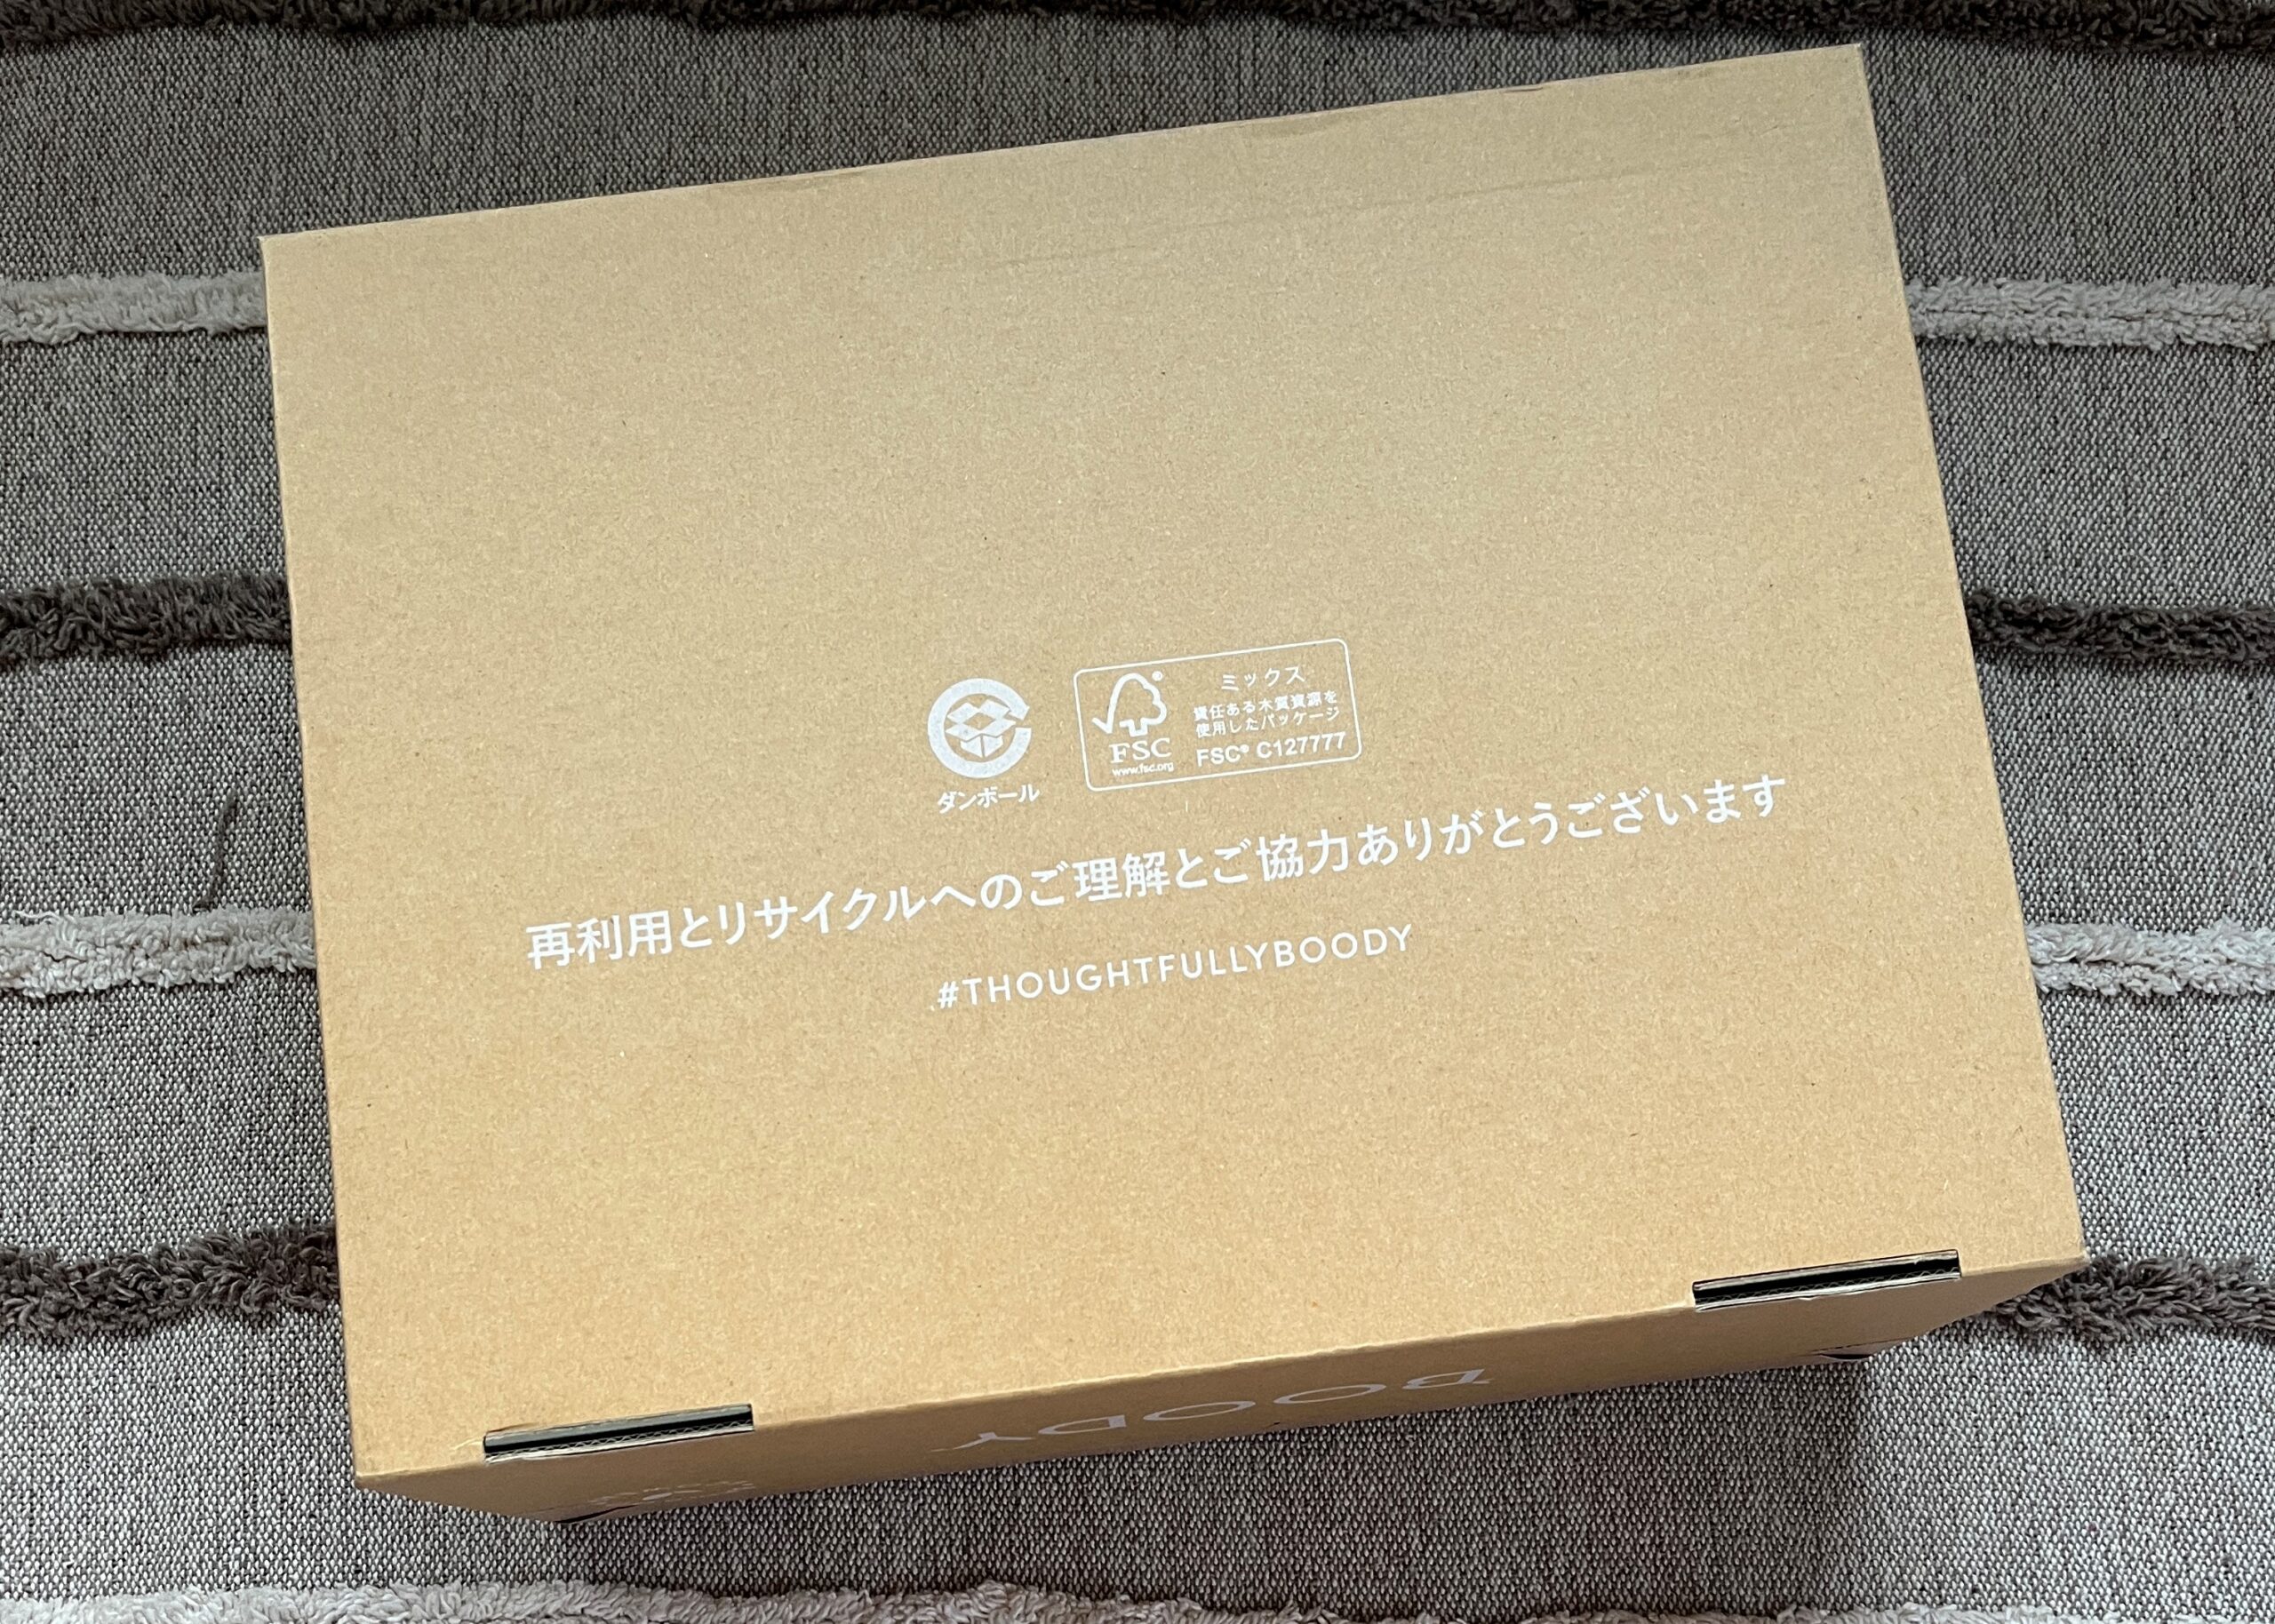 ダンボール
FSC
www.fsc.org
ミックス
責任ある木質資源を
使用したパッケージ
FSC® C127777
再利用とリサイクルへのご理解とご協力ありがとうございます
#THOUGHTFULLYBOODY
BOODY